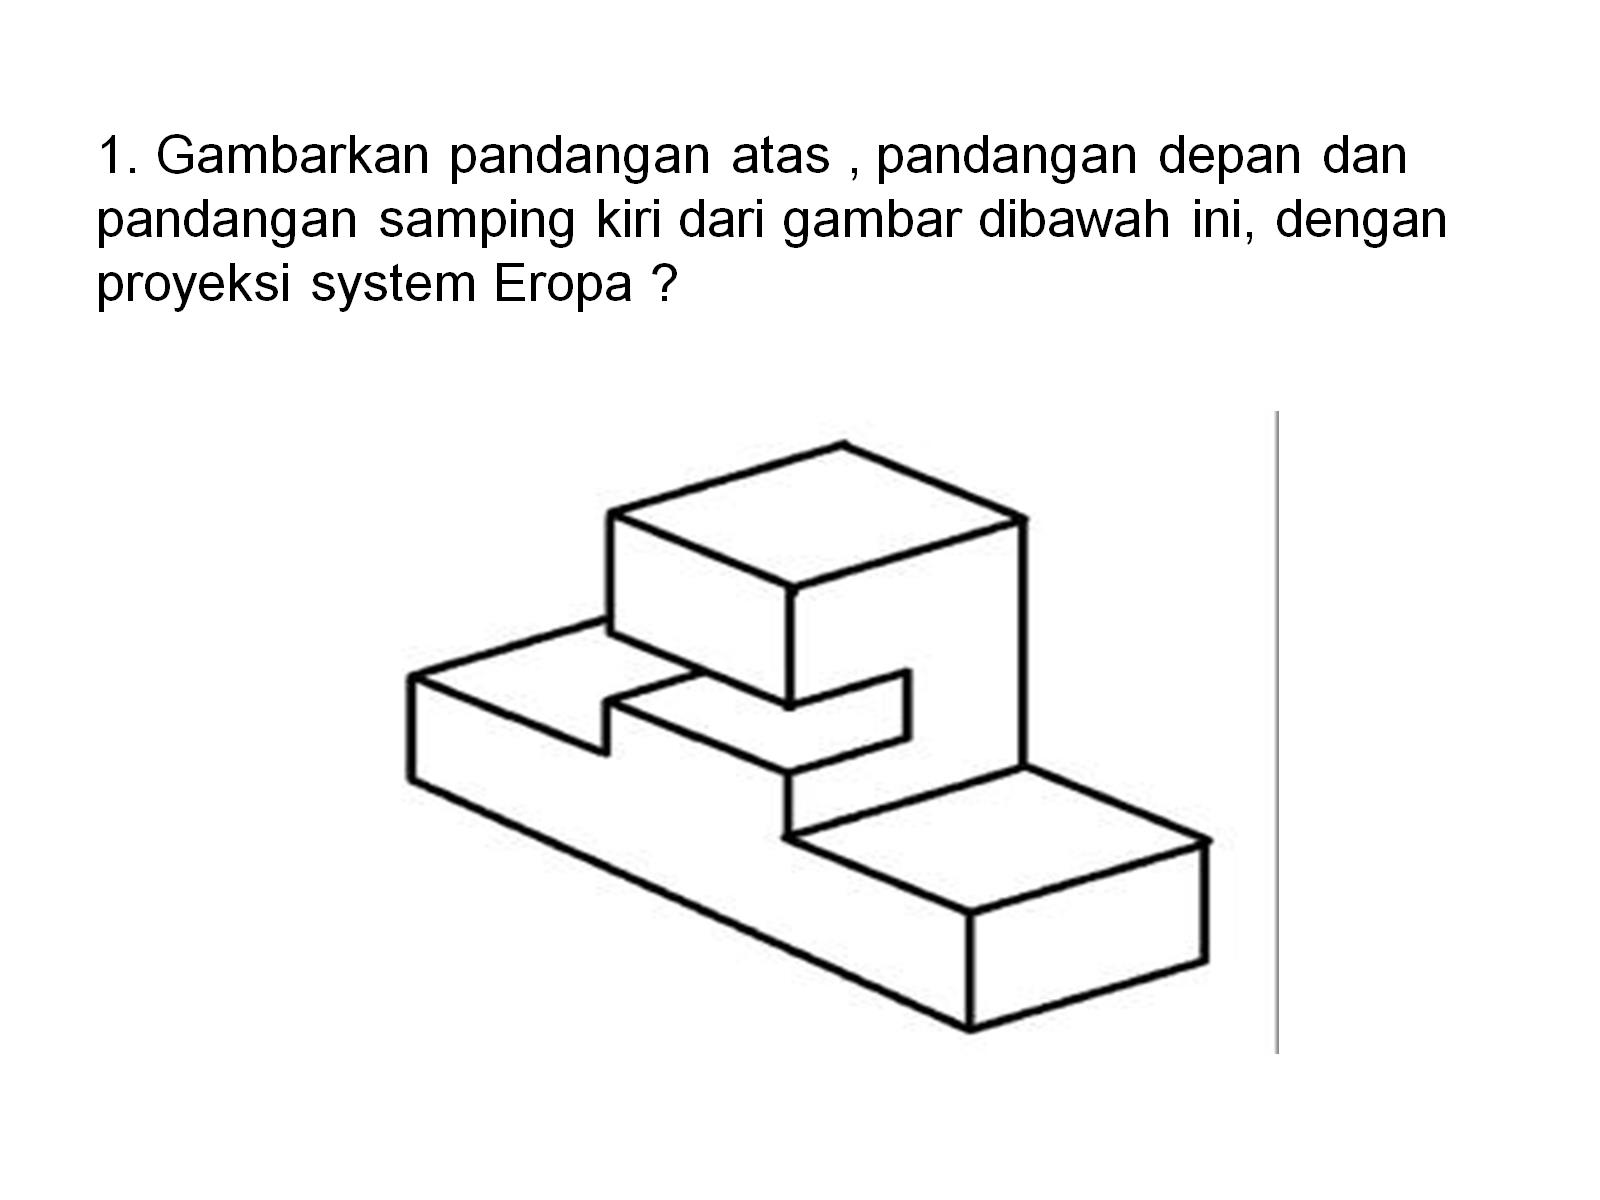 1. Gambarkan pandangan atas , pandangan depan dan
pandangan samping kiri dari gambar dibawah ini, dengan
proyeksi system Eropa ?